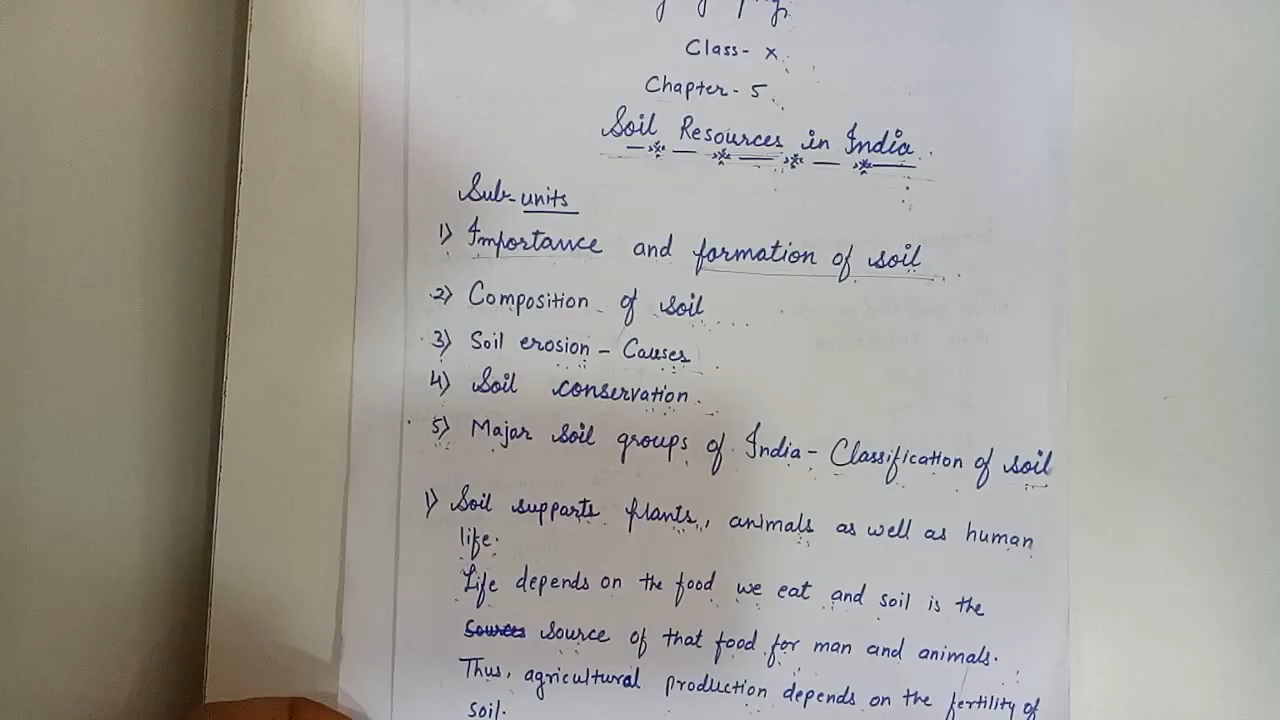 Class- X
Chapter- 5
Soil Resources in India
Sub-units
1) Importance and formation of soil
2) Composition of soil
3) Soil erosion - Causes
4) Soil conservation.
5) Majar soil groups of India - Classification of soil
1) Soil supports plants, animals as well as human
life.
Life depends on the food we eat and soil is the
source of that food for man and animals.
Thus, agricultural production depends on the fertility of
soil.